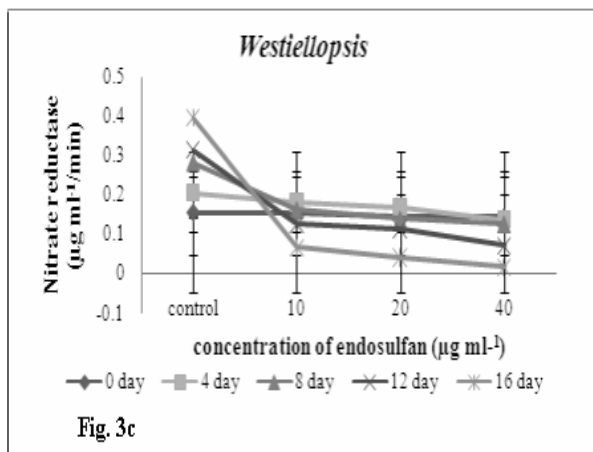 Westiellopsis
Nitrate reductase
(µg ml-¹/min)
0.5
0.4
0.3
0.2
0.1
0
-0.1
control 10 20 40
concentration of endosulfan (µg ml-¹)
0 day 4 day 8 day 12 day 16 day
Fig. 3c